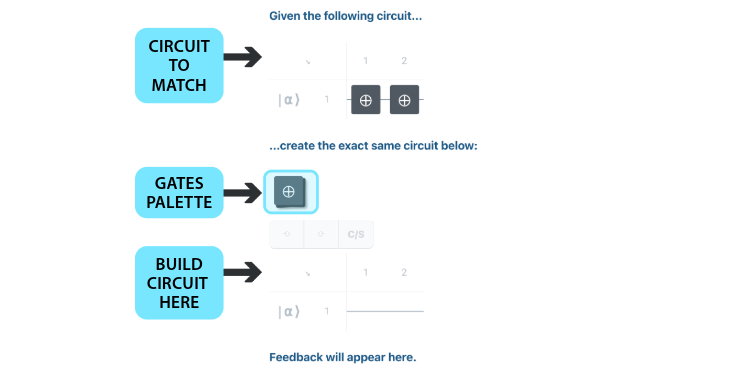 Given the following circuit...
CIRCUIT
TO
MATCH
1 2
|α⟩ 1
...create the exact same circuit below:
GATES
PALETTE
C/S
BUILD
CIRCUIT
HERE
1 2
|α⟩ 1
Feedback will appear here.